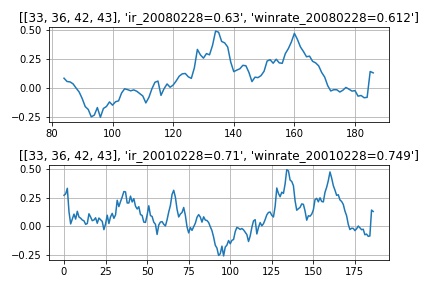 [[33, 36, 42, 43], 'ir_20080228=0.63', 'winrate_20080228=0.612']
0.50
0.25
0.00
−0.25
80 100 120 140 160 180
[[33, 36, 42, 43], 'ir_20010228=0.71', 'winrate_20010228=0.749']
0.50
0.25
0.00
−0.25
0 25 50 75 100 125 150 175